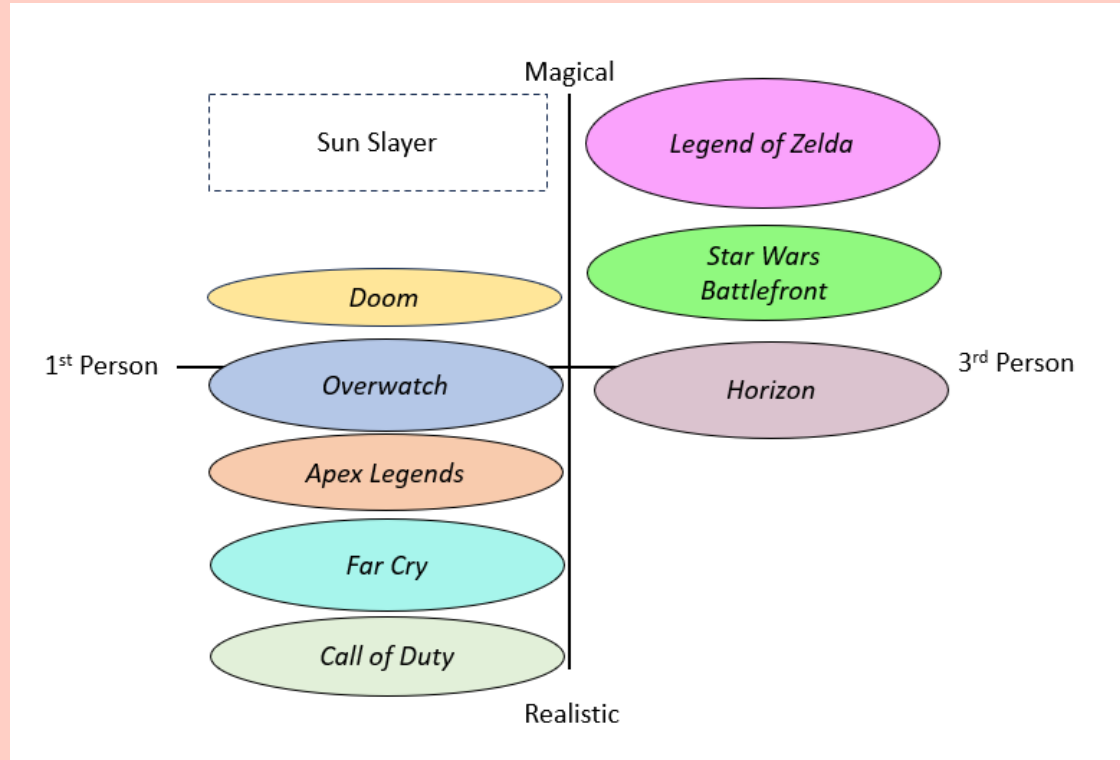 Magical
Sun Slayer
Legend of Zelda
Star Wars
Battlefront
Doom
1st Person
3rd Person
Overwatch
Horizon
Apex Legends
Far Cry
Call of Duty
Realistic